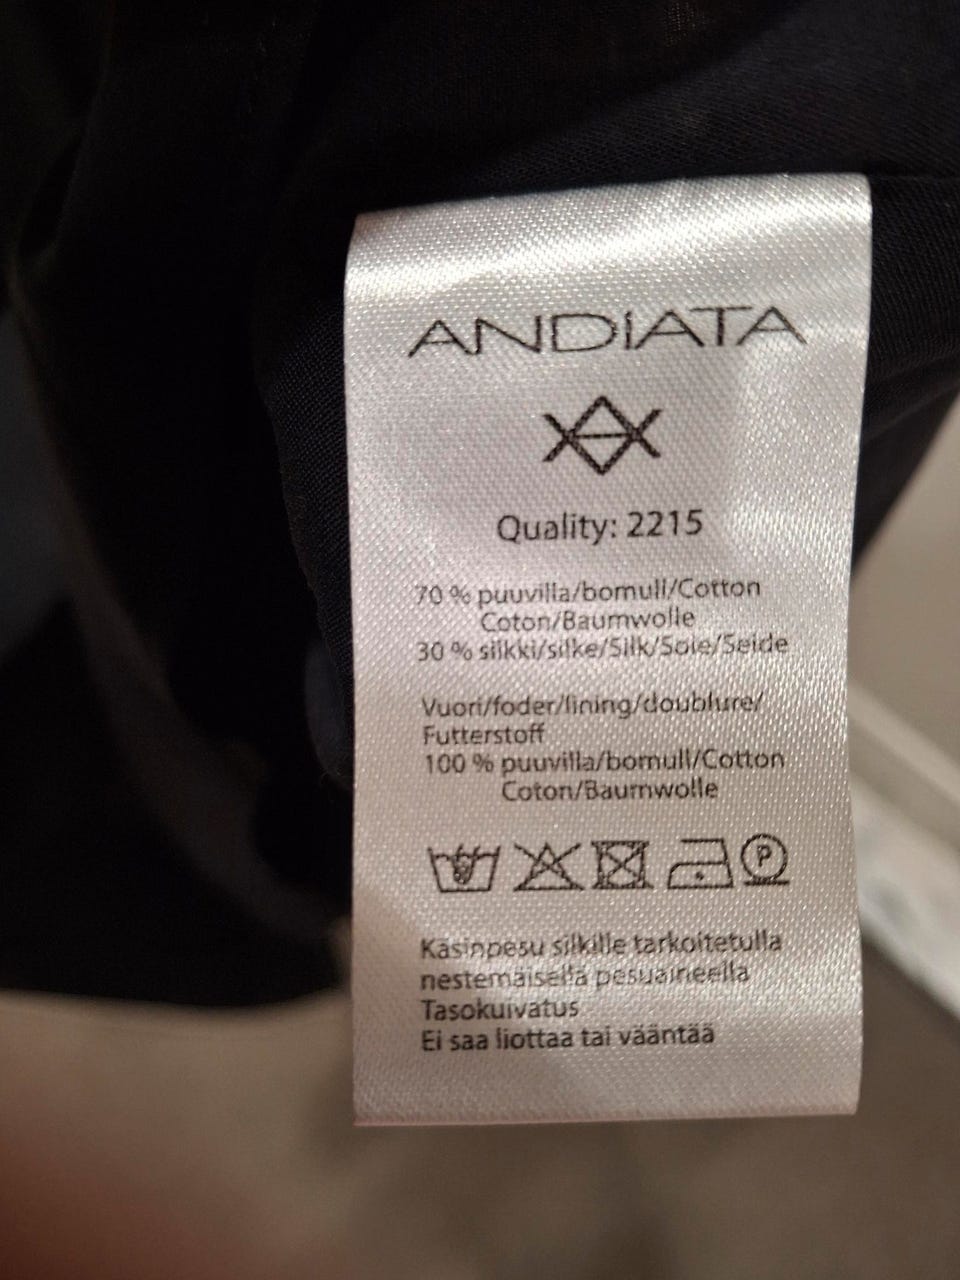 ANDiATA
Quality: 2215
70 % puuvilla/bomull/Cotton
Coton/Baumwolle
30 % silkki/silke/Silk/Soie/Seide
Vuori/foder/lining/doublure/
Futterstoff
100 % puuvilla/bomull/Cotton
Coton/Baumwolle
P
Käsinpesu silkille tarkoitetulla
nestemäisellä pesuaineella
Tasokuivatus
Ei saa liottaa tai vääntää